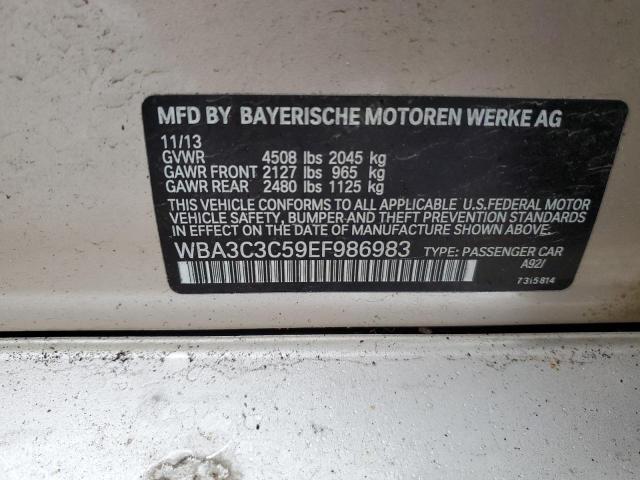 MFD BY BAYERISCHE MOTOREN WERKE AG
11/13
GVWR 4508 lbs 2045 kg
GAWR FRONT 2127 lbs 965 kg
GAWR REAR 2480 lbs 1125 kg
THIS VEHICLE CONFORMS TO ALL APPLICABLE U.S.FEDERAL MOTOR
VEHICLE SAFETY, BUMPER AND THEFT PREVENTION STANDARDS
IN EFFECT ON THE DATE OF MANUFACTURE SHOWN ABOVE.
WBA3C3C59EF986983 TYPE: PASSENGER CAR
A92/
73i5814